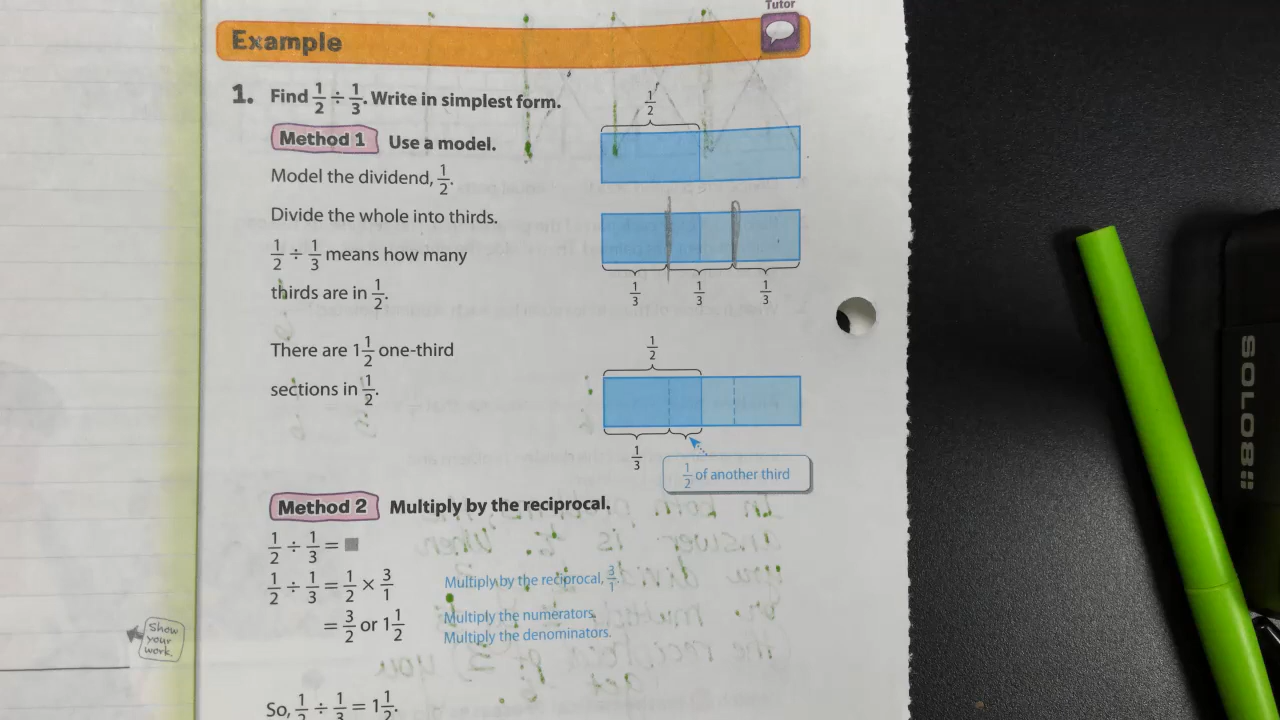 Tutor
Example
1. Find 1/2 ÷ 1/3. Write in simplest form.
Method 1 Use a model.
Model the dividend, 1/2.
Divide the whole into thirds.
1/2 ÷ 1/3 means how many
thirds are in 1/2.
There are 1 1/2 one-third
sections in 1/2.
1/2
1/3 1/3 1/3
1/2
1/3
1/2 of another third
Method 2 Multiply by the reciprocal.
1/2 ÷ 1/3 = ■
1/2 ÷ 1/3 = 1/2 × 3/1 Multiply by the reciprocal, 3/1.
= 3/2 or 1 1/2 Multiply the numerators.
Multiply the denominators.
So, 1/2 ÷ 1/3 = 1 1/2.
Show
your
work.
SOLO